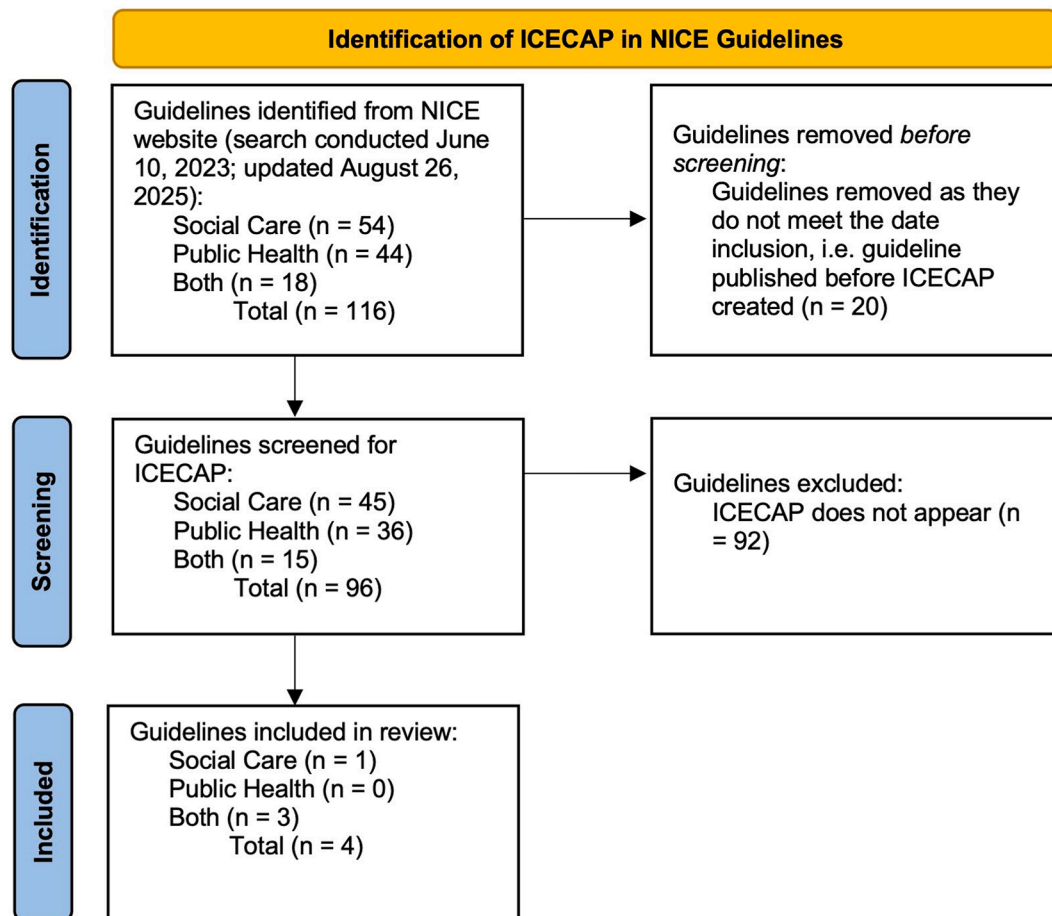 Identification of ICECAP in NICE Guidelines
Identification
Guidelines identified from NICE
website (search conducted June
10, 2023; updated August 26,
2025):
Social Care (n = 54)
Public Health (n = 44)
Both (n = 18)
Total (n = 116)
Guidelines removed before
screening:
Guidelines removed as they
do not meet the date
inclusion, i.e. guideline
published before ICECAP
created (n = 20)
Screening
Guidelines screened for
ICECAP:
Social Care (n = 45)
Public Health (n = 36)
Both (n = 15)
Total (n = 96)
Guidelines excluded:
ICECAP does not appear (n
= 92)
Included
Guidelines included in review:
Social Care (n = 1)
Public Health (n = 0)
Both (n = 3)
Total (n = 4)